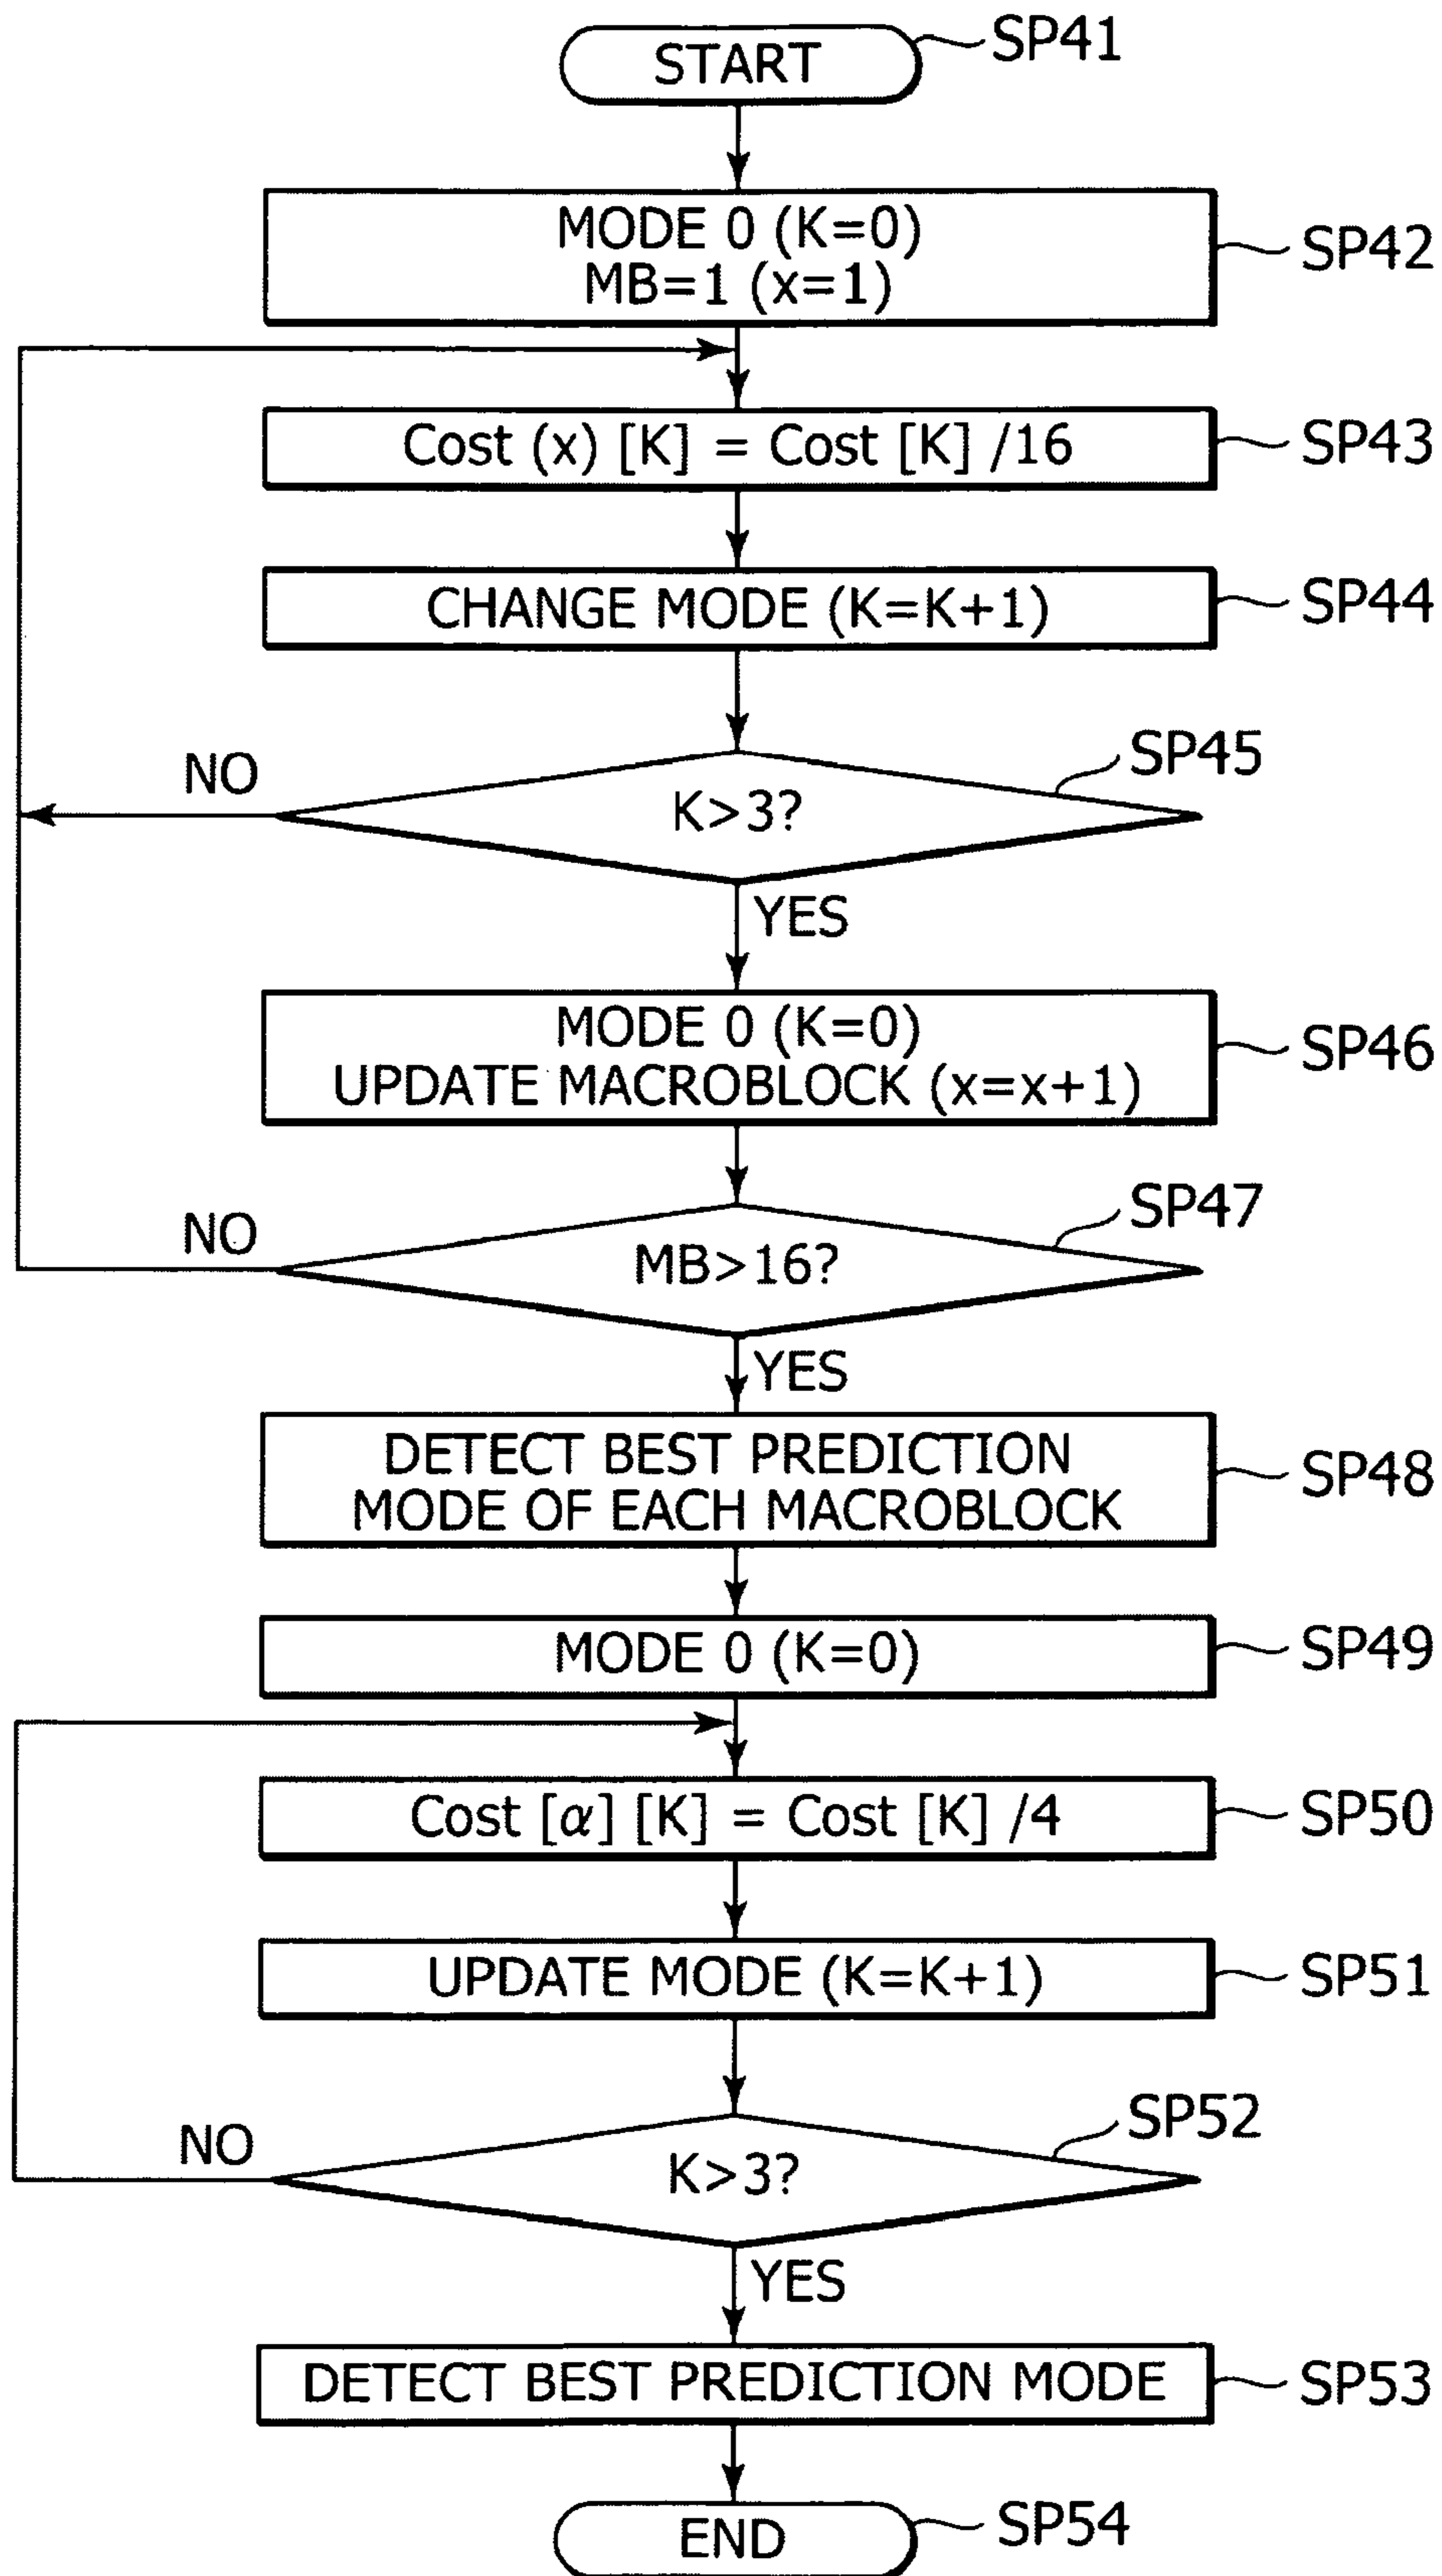 START
SP41
MODE 0 (K=0)
MB=1 (x=1)
SP42
Cost (x) [K] = Cost [K] /16
SP43
CHANGE MODE (K=K+1)
SP44
SP45
NO
K>3?
YES
MODE 0 (K=0)
UPDATE MACROBLOCK (x=x+1)
SP46
SP47
NO
MB>16?
YES
DETECT BEST PREDICTION
MODE OF EACH MACROBLOCK
SP48
MODE 0 (K=0)
SP49
Cost [α] [K] = Cost [K] /4
SP50
UPDATE MODE (K=K+1)
SP51
SP52
NO
K>3?
YES
DETECT BEST PREDICTION MODE
SP53
END
SP54